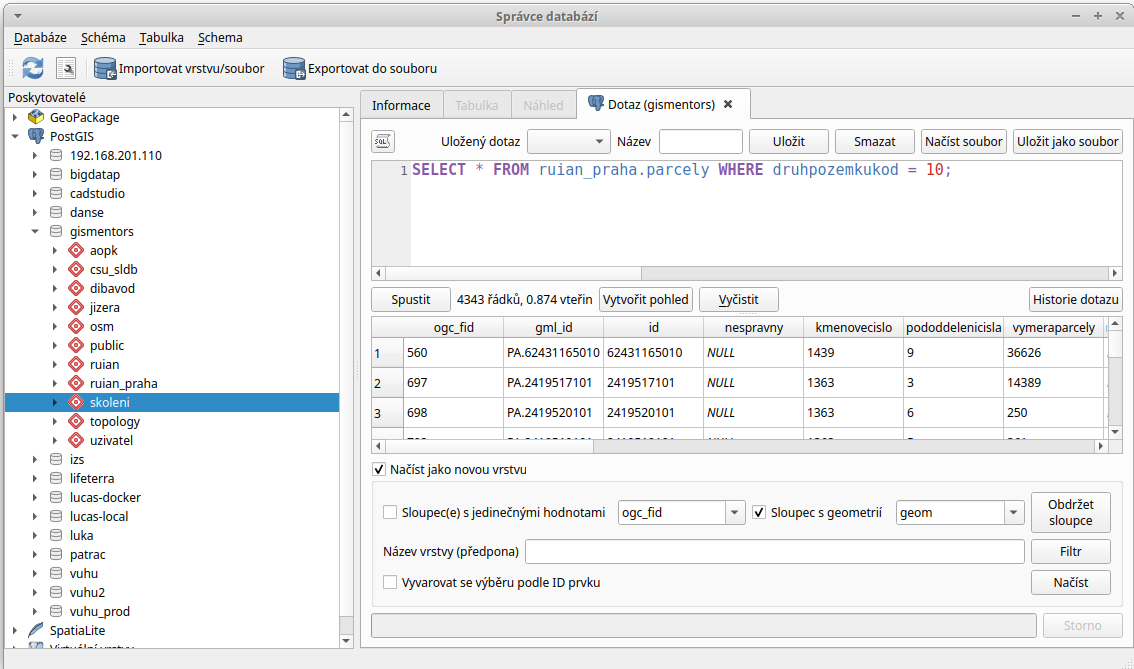 Správce databází
Databáze Schéma Tabulka Schema
Importovat vrstvu/soubor Exportovat do souboru
Poskytovatelé
GeoPackage
PostGIS
192.168.201.110
bigdatap
cadstudio
danse
gismentors
aopk
csu_sldb
dibavod
jizera
osm
public
ruian
ruian_praha
skoleni
topology
uzivatel
izs
lifeterra
lucas-docker
lucas-local
luka
patrac
vuhu
vuhu2
vuhu_prod
SpatiaLite
Virtuální vrstvy
Informace Tabulka Náhled Dotaz (gismentors)
SQL Uložený dotaz Název Uložit Smazat Načíst soubor Uložit jako soubor
1 SELECT * FROM ruian_praha.parcely WHERE druhpozemkukod = 10;
Spustit 4343 řádků, 0.874 vteřin Vytvořit pohled Vyčistit Historie dotazu
ogc_fid gml_id id nespravny kmenovecislo pododdelenicisla vymeraparcely
1 560 PA.62431165010 62431165010 NULL 1439 9 36626
2 697 PA.2419517101 2419517101 NULL 1363 3 14389
3 698 PA.2419520101 2419520101 NULL 1363 6 250
Načíst jako novou vrstvu
Sloupec(e) s jedinečnými hodnotami ogc_fid Sloupec s geometrií geom Obdržet sloupce
Název vrstvy (předpona) Filtr
Vyvarovat se výběru podle ID prvku Načíst
Storno